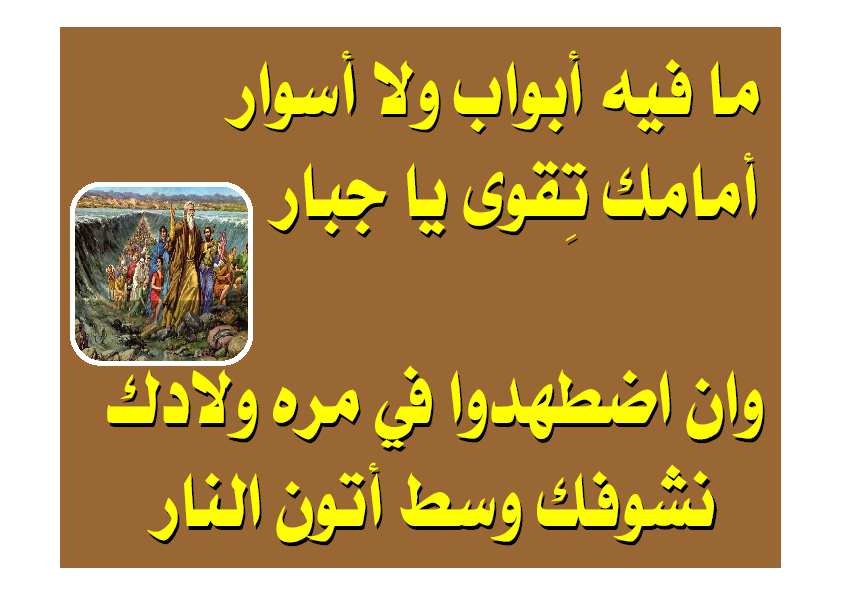 ما فيه أبواب ولا أسوار
أمامك تِقوى يا جبار
وان اضطهدوا في مره ولادك
نشوفك وسط أتون النار